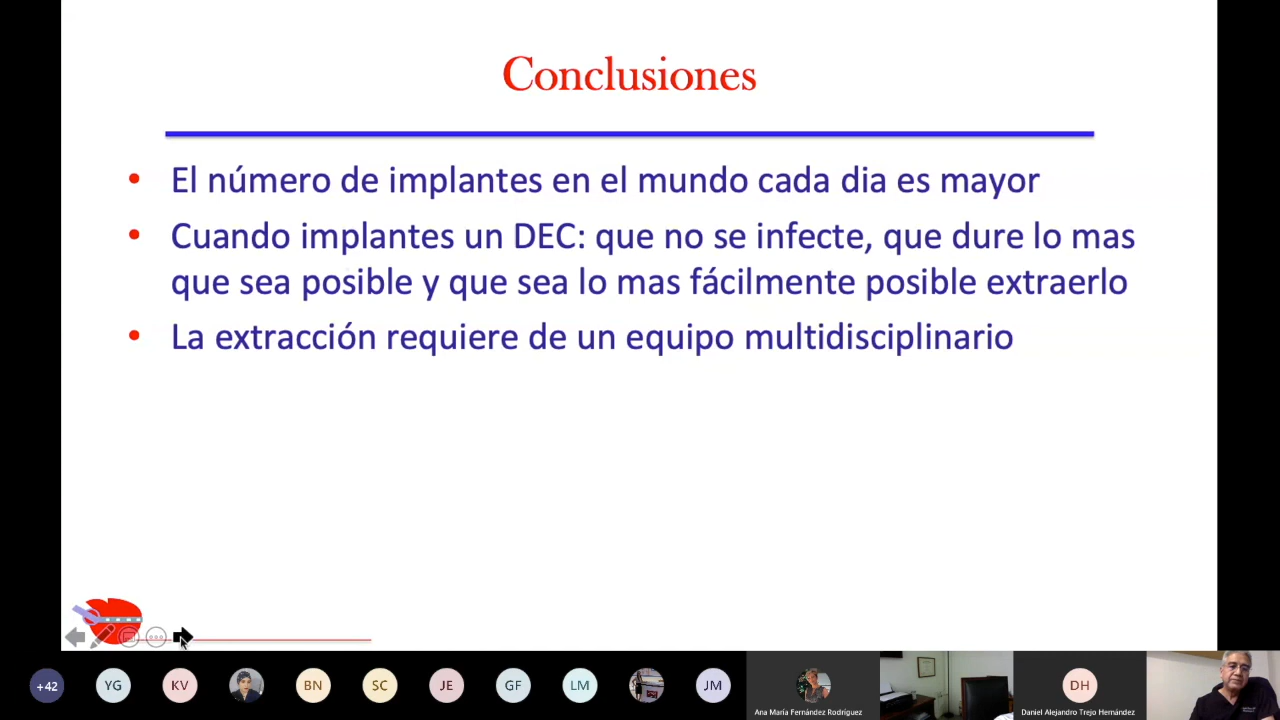 Conclusiones
• El número de implantes en el mundo cada dia es mayor
• Cuando implantes un DEC: que no se infecte, que dure lo mas
que sea posible y que sea lo mas fácilmente posible extraerlo
• La extracción requiere de un equipo multidisciplinario
+42 YG KV BN SC JE GF LM JM DH
Ana María Fernández Rodríguez Daniel Alejandro Trejo Hernández